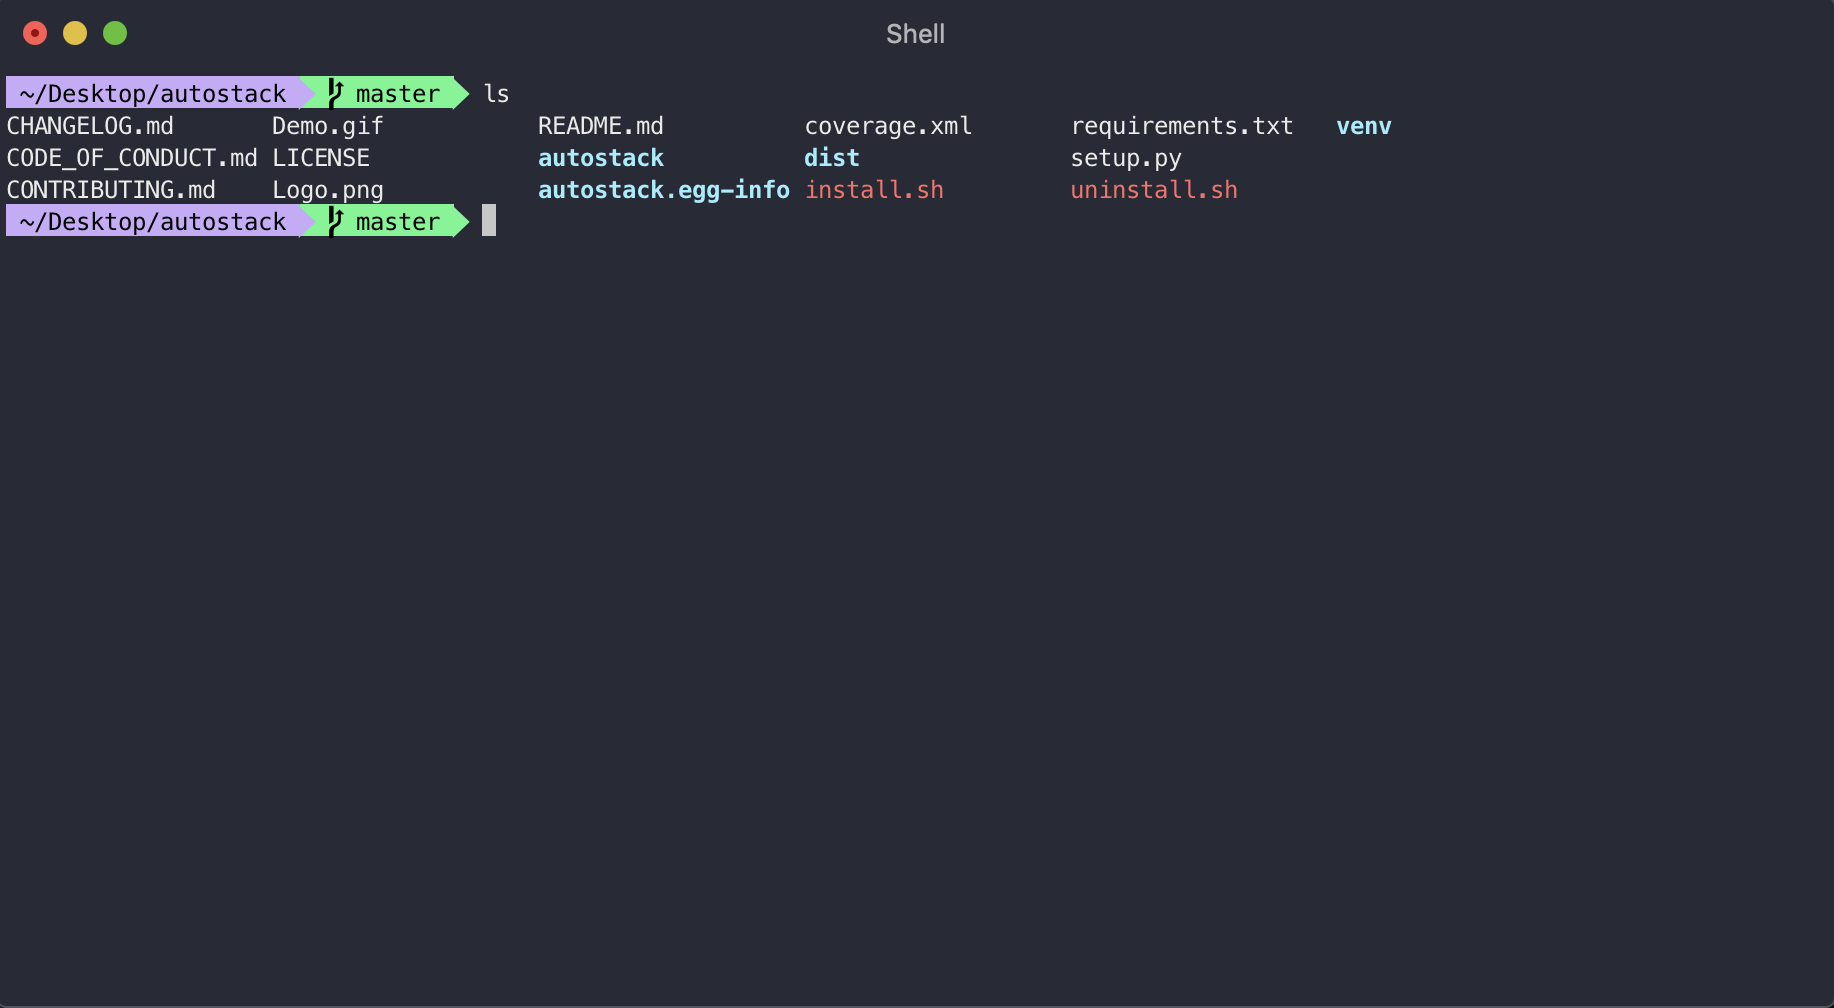 Shell
~/Desktop/autostack master ls
CHANGELOG.md Demo.gif README.md coverage.xml requirements.txt venv
CODE_OF_CONDUCT.md LICENSE autostack dist setup.py
CONTRIBUTING.md Logo.png autostack.egg-info install.sh uninstall.sh
~/Desktop/autostack master